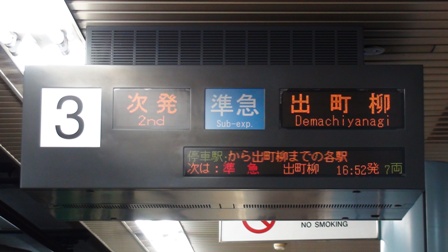 3
次発
2nd
準急
Sub-exp.
出町柳
Demachiyanagi
停車駅:から出町柳までの各駅
次は:準急 出町柳 16:52発 7両
NO SMOKING